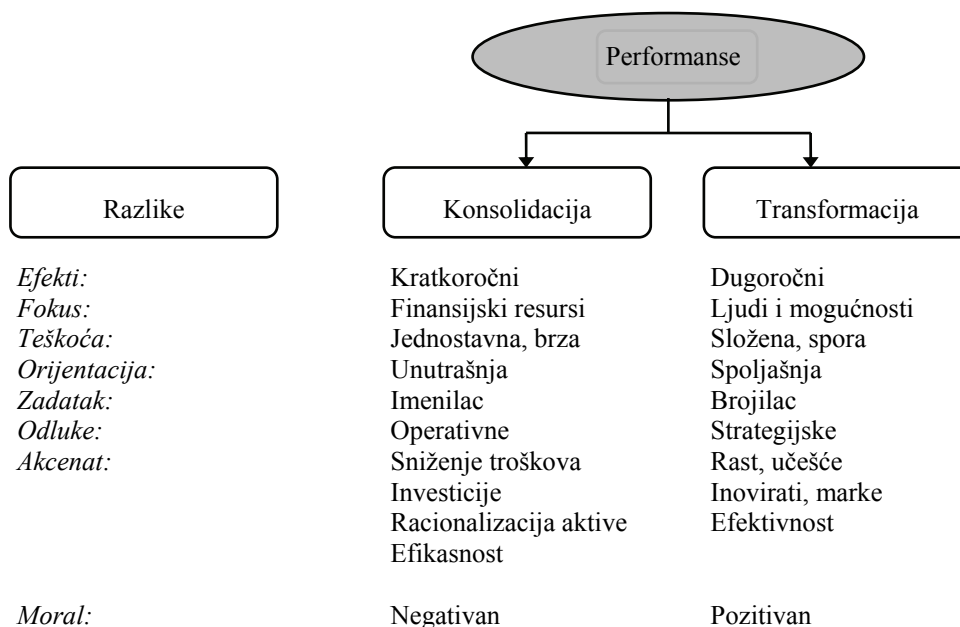 Performanse
Razlike Konsolidacija Transformacija
Efekti: Kratkoročni Dugoročni
Fokus: Finansijski resursi Ljudi i mogućnosti
Teškoća: Jednostavna, brza Složena, spora
Orijentacija: Unutrašnja Spoljašnja
Zadatak: Imenilac Brojilac
Odluke: Operativne Strategijske
Akcenat: Sniženje troškova Rast, učešće
Investicije Inovirati, marke
Racionalizacija aktive Efektivnost
Efikasnost
Moral: Negativan Pozitivan